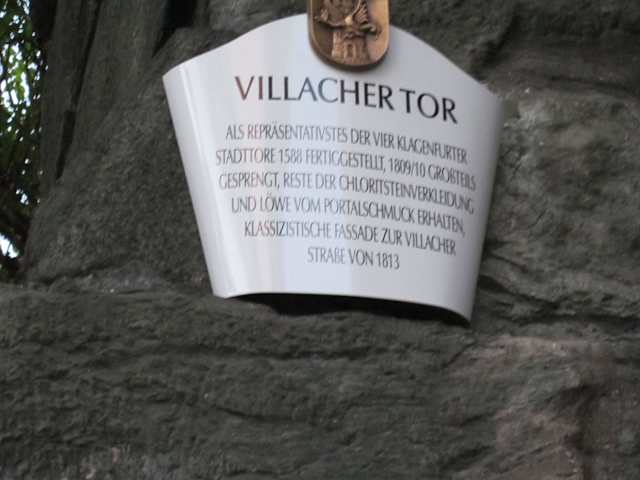 VILLACHER TOR
ALS REPRÄSENTATIVSTES DER VIER KLAGENFURTER
STADTTORE 1588 FERTIGGESTELLT, 1809/10 GROẞTEILS
GESPRENGT, RESTE DER CHLORITSTEINVERKLEIDUNG
UND LÖWE VOM PORTALSCHMUCK ERHALTEN,
KLASSIZISTISCHE FASSADE ZUR VILLACHER
STRAẞE VON 1813